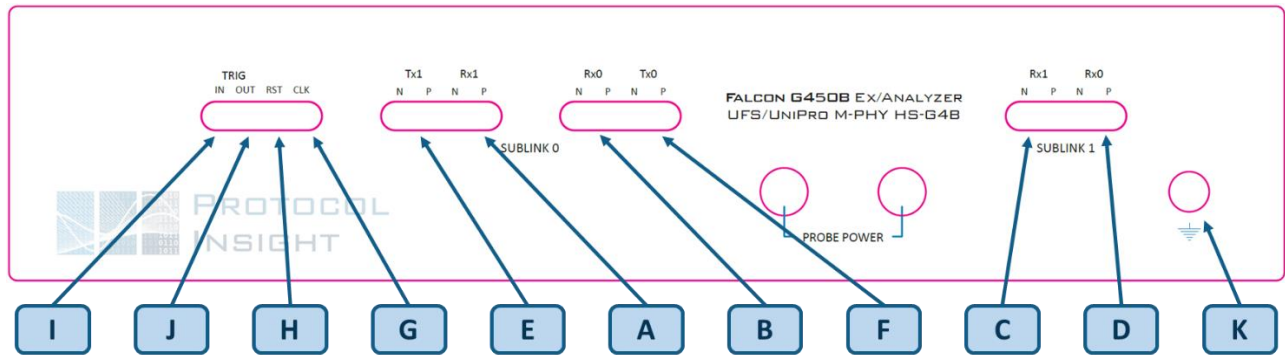 TRIG
IN OUT RST CLK
Tx1 Rx1
N P N P
Rx0 Tx0
N P N P
SUBLINK 0
FALCON G450B EX/ANALYZER
UFS/UNIPRO M-PHY HS-G4B
Rx1 Rx0
N P N P
SUBLINK 1
PROTOCOL
INSIGHT
PROBE POWER
I J H G E A B F C D K